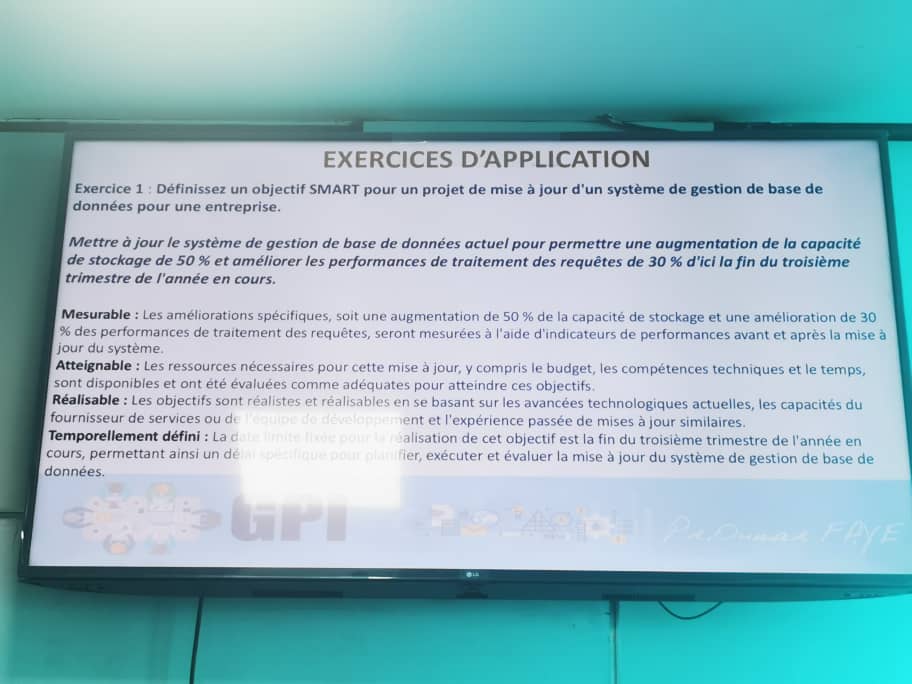 EXERCICES D'APPLICATION
Exercice 1 : Définissez un objectif SMART pour un projet de mise à jour d'un système de gestion de base de
données pour une entreprise.
Mettre à jour le système de gestion de base de données actuel pour permettre une augmentation de la capacité
de stockage de 50 % et améliorer les performances de traitement des requêtes de 30 % d'ici la fin du troisième
trimestre de l'année en cours.
Mesurable : Les améliorations spécifiques, soit une augmentation de 50 % de la capacité de stockage et une amélioration de 30
% des performances de traitement des requêtes, seront mesurées à l'aide d'indicateurs de performances avant et après la mise à
jour du système.
Atteignable : Les ressources nécessaires pour cette mise à jour, y compris le budget, les compétences techniques et le temps,
sont disponibles et ont été évaluées comme adéquates pour atteindre ces objectifs.
Réalisable : Les objectifs sont réalistes et réalisables en se basant sur les avancées technologiques actuelles, les capacités du
fournisseur de services ou de l'équipe de développement et l'expérience passée de mises à jour similaires.
Temporellement défini : La date limite fixée pour la réalisation de cet objectif est la fin du troisième trimestre de l'année en
cours, permettant ainsi un délai spécifique pour planifier, exécuter et évaluer la mise à jour du système de gestion de base de
données.
GPI
Pr Oumar FAYE
LG